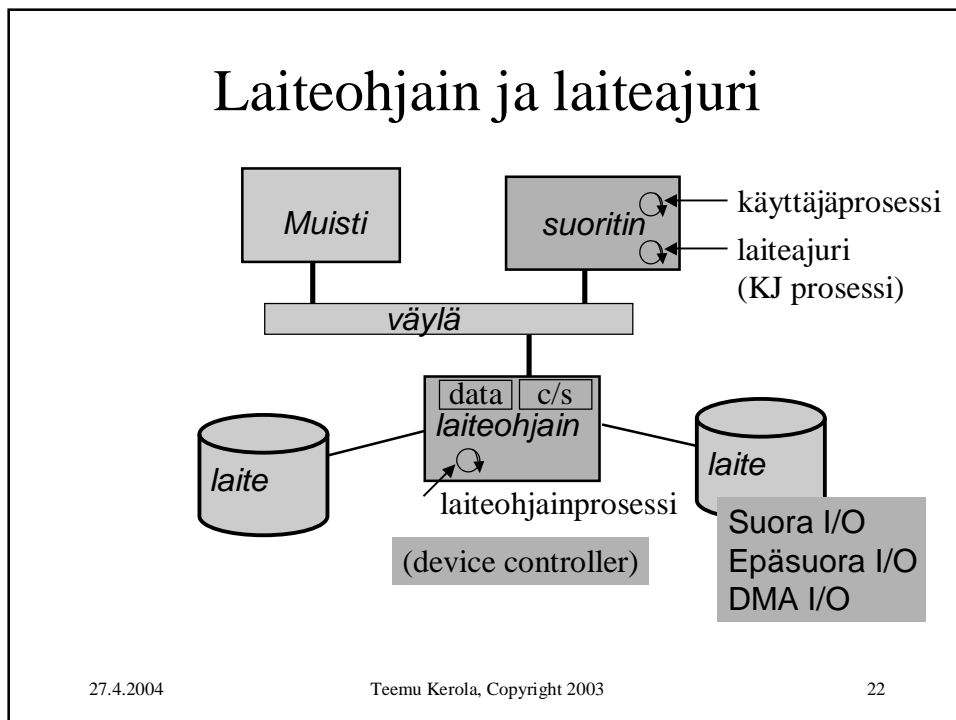 Laiteohjain ja laiteajuri
Muisti
suoritin
käyttäjäprosessi
laiteajuri
(KJ prosessi)
väylä
data
c/s
laiteohjain
laite
laite
laiteohjainprosessi
(device controller)
Suora I/O
Epäsuora I/O
DMA I/O
27.4.2004
Teemu Kerola, Copyright 2003
22